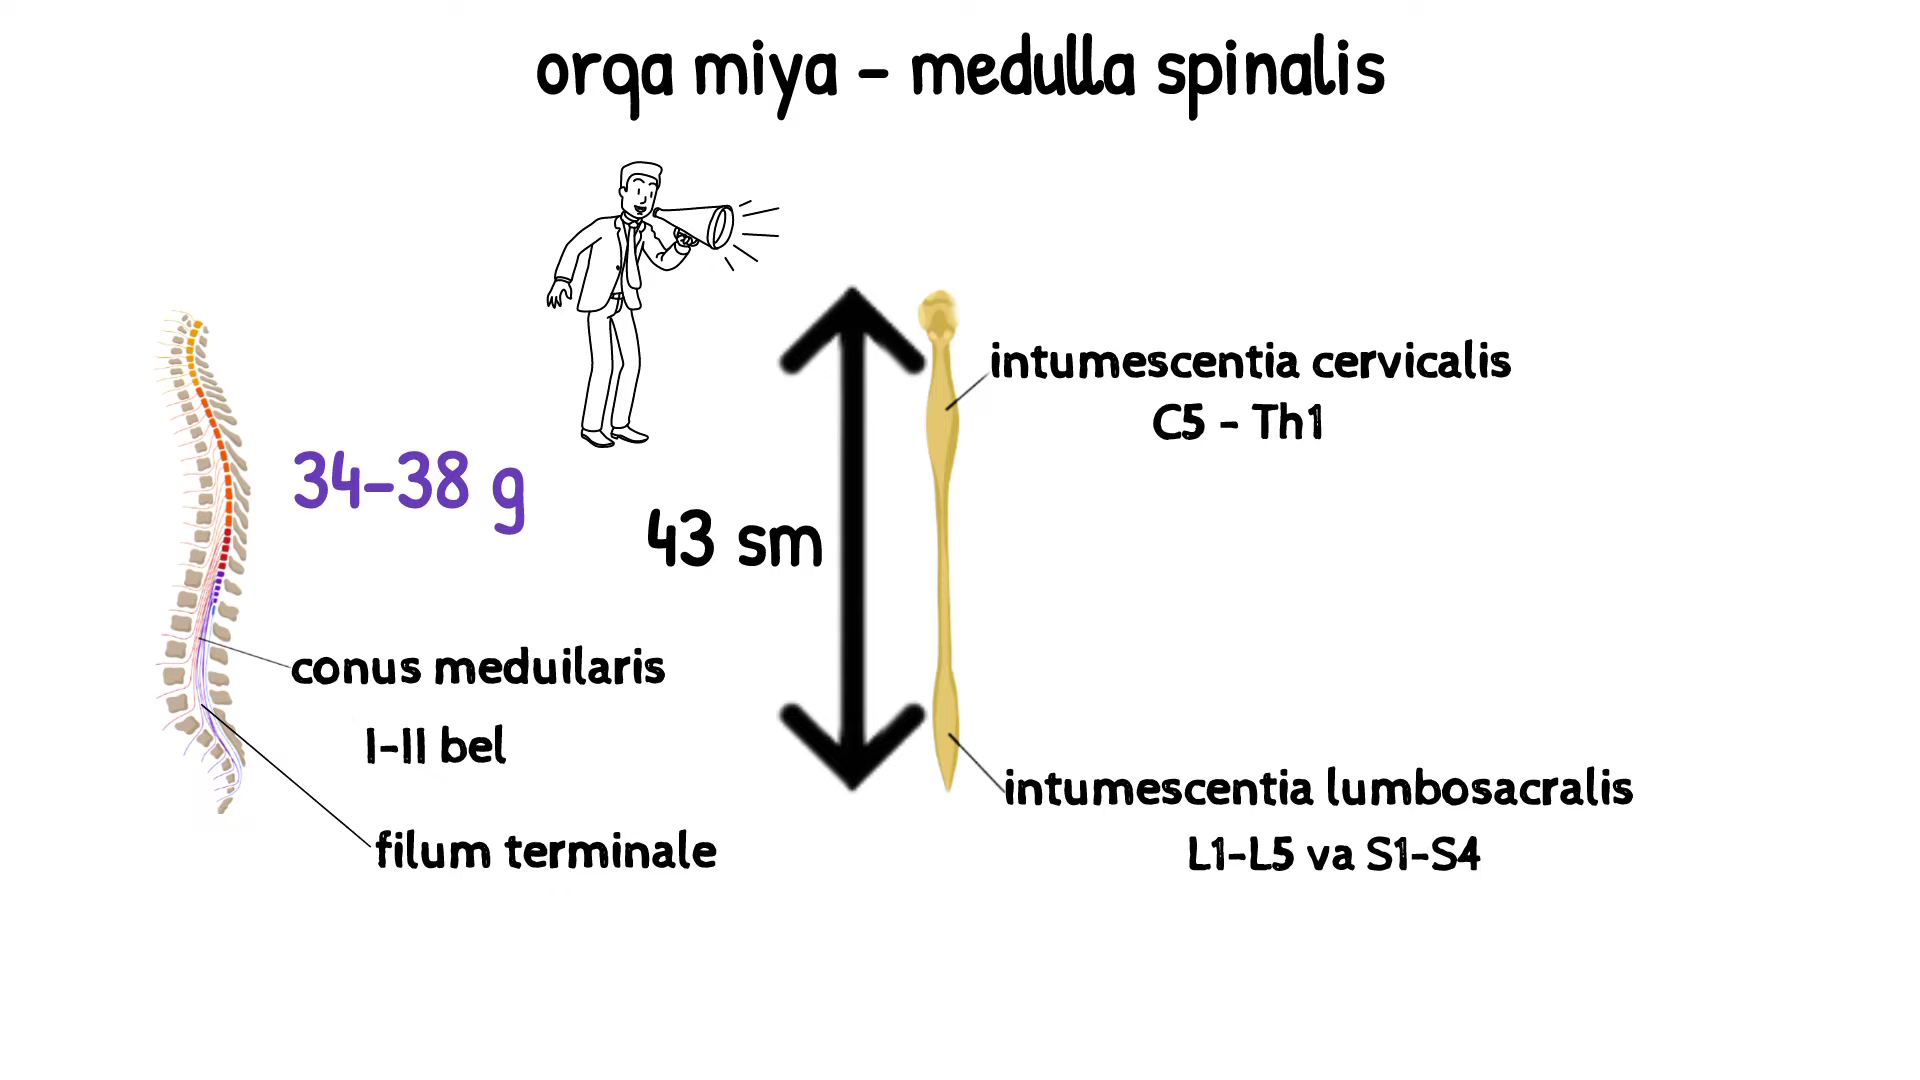 orqa miya - medulla spinalis
intumescentia cervicalis
C5 - Th1
34-38 g
43 sm
conus meduilaris
I-II bel
intumescentia lumbosacralis
L1-L5 va S1-S4
filum terminale